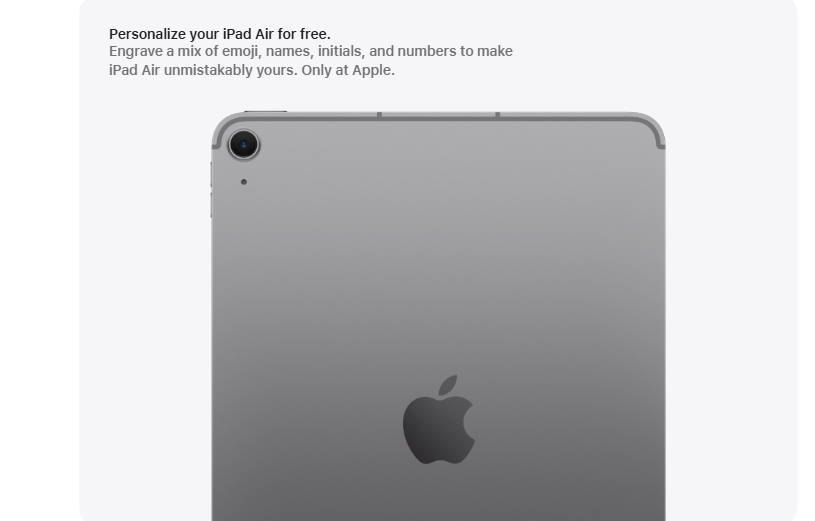 Personalize your iPad Air for free.
Engrave a mix of emoji, names, initials, and numbers to make
iPad Air unmistakably yours. Only at Apple.